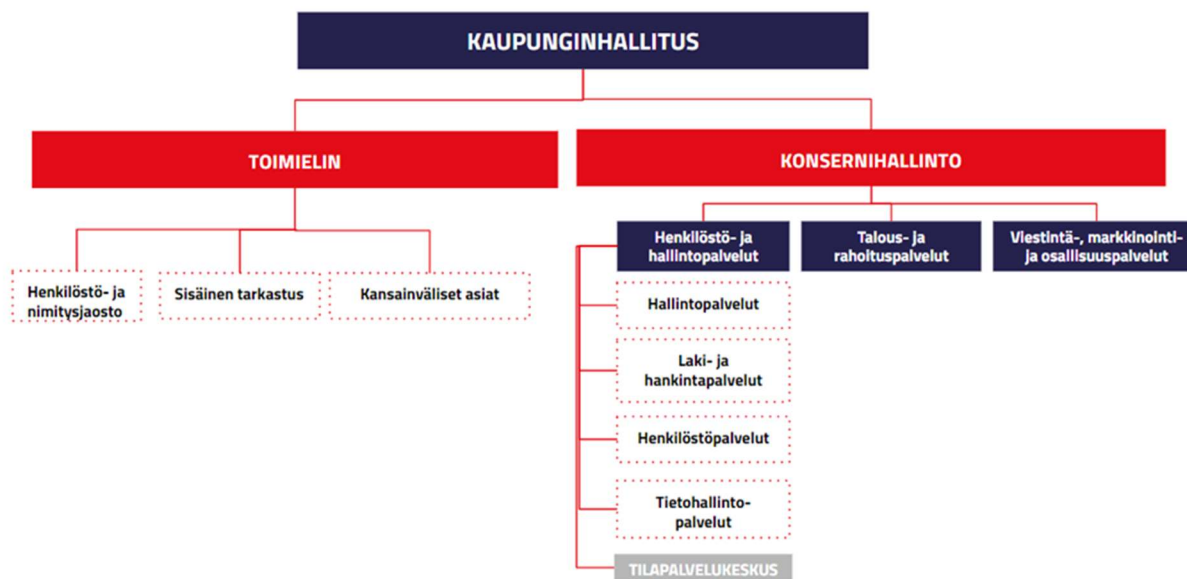 KAUPUNGINHALLITUS
TOIMIELIN
KONSERNIHALLINTO
Henkilöstö- ja
nimitysjaosto
Sisäinen tarkastus
Kansainväliset asiat
Henkilöstö- ja
hallintopalvelut
Talous- ja
rahoituspalvelut
Viestintä-, markkinointi-
ja osallisuuspalvelut
Hallintopalvelut
Laki- ja
hankintapalvelut
Henkilöstöpalvelut
Tietohallinto-
palvelut
TILAPALVELUKESKUS